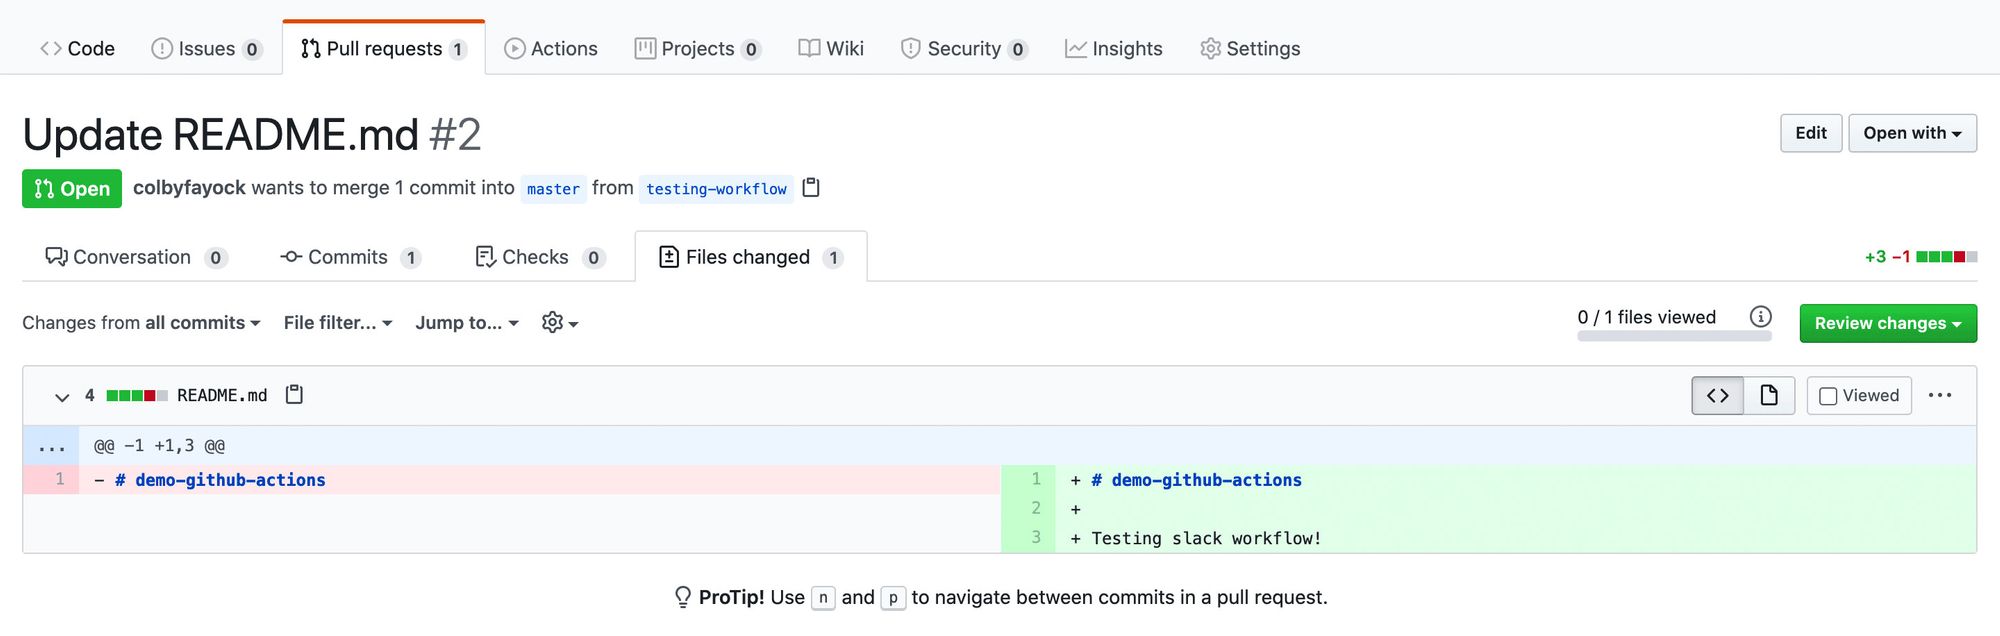 Code Issues 0 Pull requests 1 Actions Projects 0 Wiki Security 0 Insights Settings
Update README.md #2 Edit Open with
Open colbyfayock wants to merge 1 commit into master from testing-workflow
Conversation 0 Commits 1 Checks 0 Files changed 1 +3 −1
Changes from all commits File filter... Jump to... 0 / 1 files viewed Review changes
4 README.md <> Viewed ...
... @@ -1 +1,3 @@
1 - # demo-github-actions 1 + # demo-github-actions
2 +
3 + Testing slack workflow!
ProTip! Use n and p to navigate between commits in a pull request.